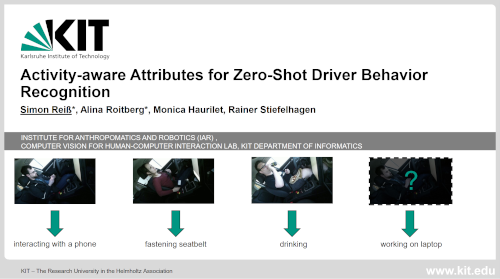 KIT
Karlsruhe Institute of Technology
Activity-aware Attributes for Zero-Shot Driver Behavior
Recognition
Simon Reiß*, Alina Roitberg*, Monica Haurilet, Rainer Stiefelhagen
INSTITUTE FOR ANTHROPOMATICS AND ROBOTICS (IAR) ,
COMPUTER VISION FOR HUMAN-COMPUTER INTERACTION LAB, KIT DEPARTMENT OF INFORMATICS
?
interacting with a phone
fastening seatbelt
drinking
working on laptop
KIT – The Research University in the Helmholtz Association
www.kit.edu